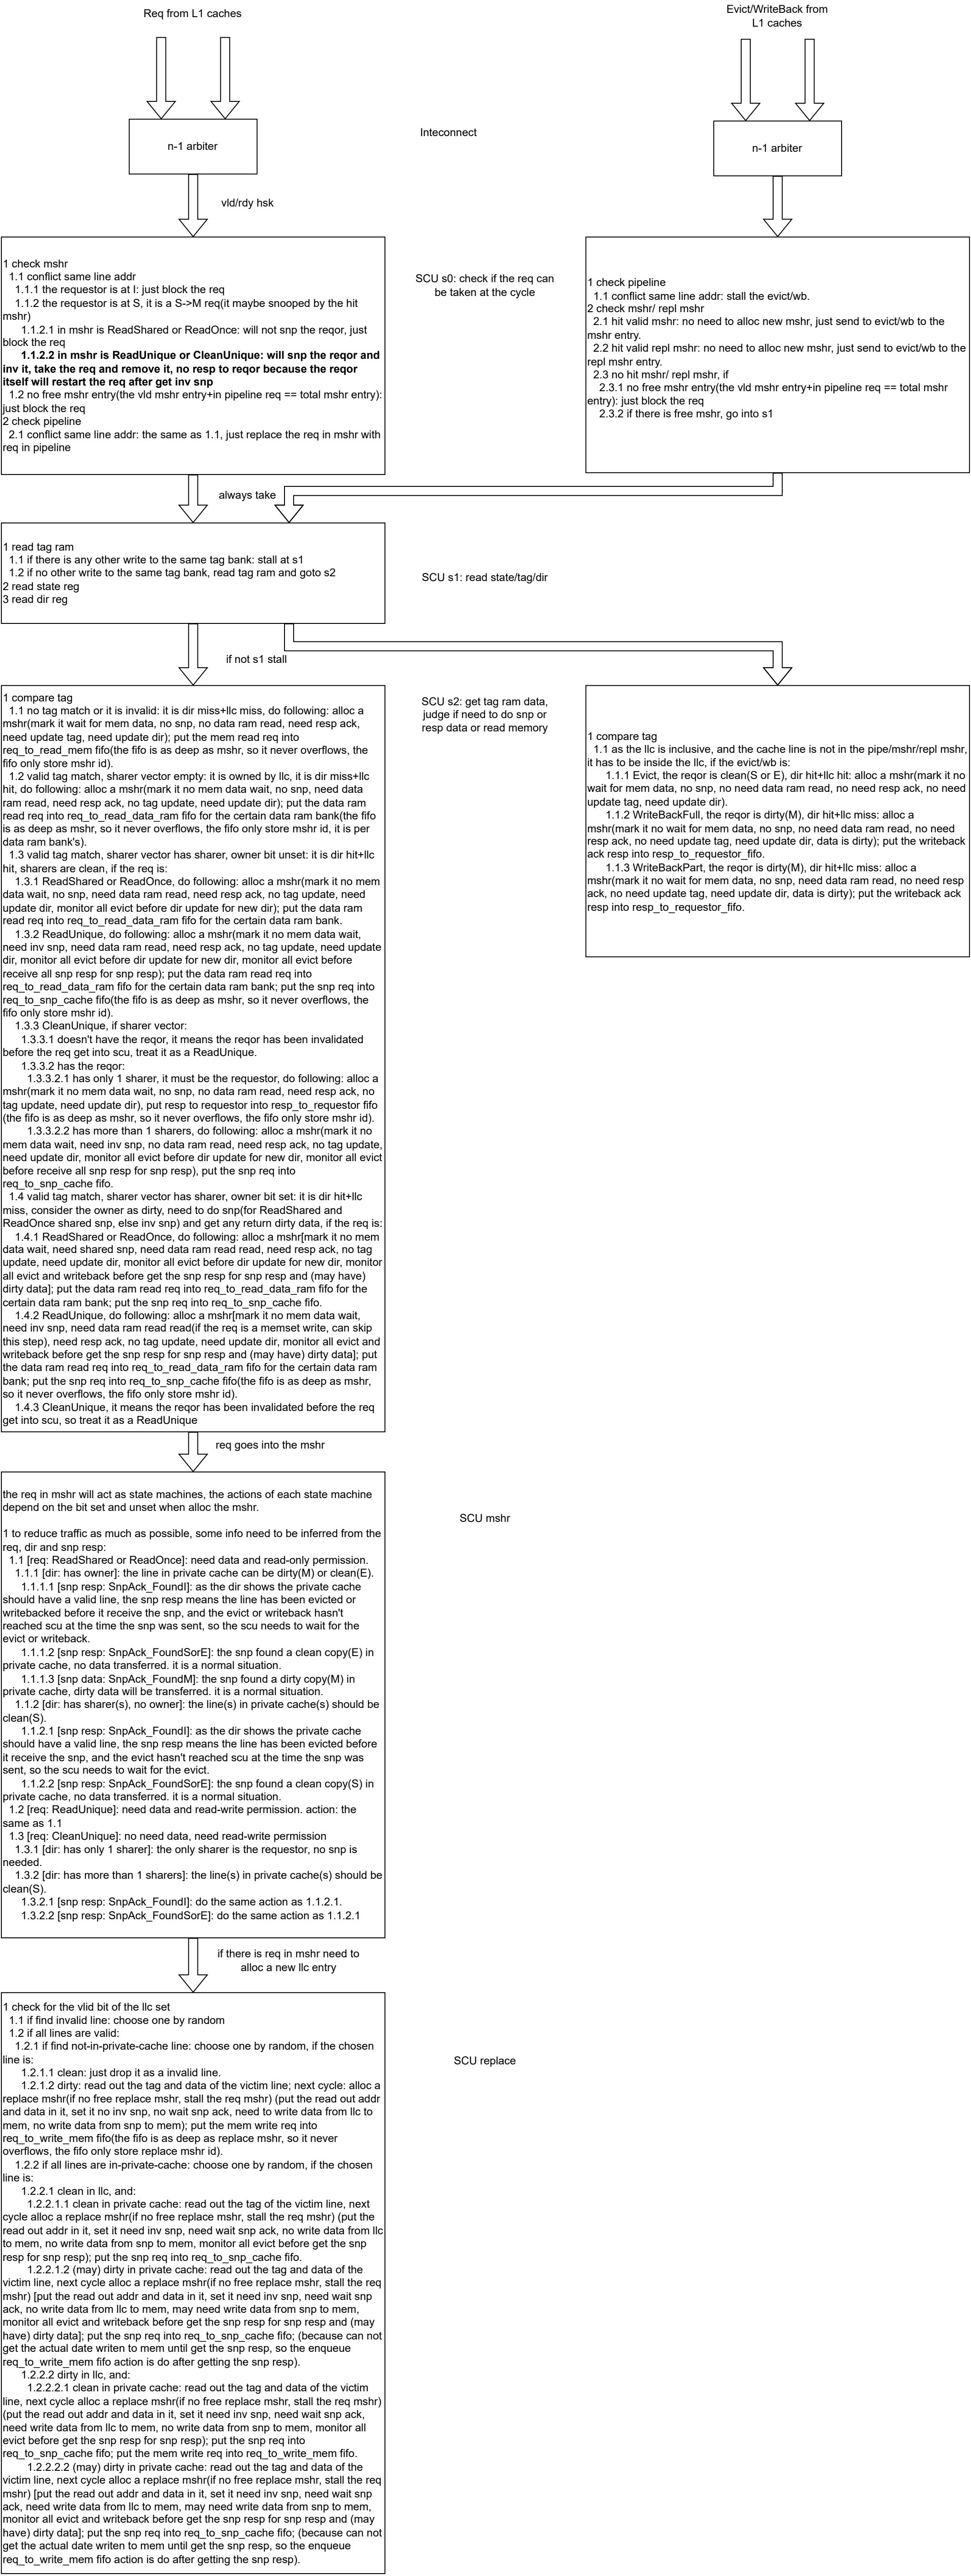 Req from L1 caches
Evict/WriteBack from
L1 caches
n-1 arbiter
Inteconnect
n-1 arbiter
vld/rdy hsk
1 check mshr
1.1 conflict same line addr
1.1.1 the requestor is at I: just block the req
1.1.2 the requestor is at S, it is a S->M req(it maybe snooped by the hit
mshr)
1.1.2.1 in mshr is ReadShared or ReadOnce: will not snp the reqor, just
block the req
1.1.2.2 in mshr is ReadUnique or CleanUnique: will snp the reqor and
inv it, take the req and remove it, no resp to reqor because the reqor
itself will restart the req after get inv snp
1.2 no free mshr entry(the vld mshr entry+in pipeline req == total mshr entry):
just block the req
2 check pipeline
2.1 conflict same line addr: the same as 1.1, just replace the req in mshr with
req in pipeline
SCU s0: check if the req can
be taken at the cycle
1 check pipeline
1.1 conflict same line addr: stall the evict/wb.
2 check mshr/ repl mshr
2.1 hit valid mshr: no need to alloc new mshr, just send to evict/wb to the
mshr entry.
2.2 hit valid repl mshr: no need to alloc new mshr, just send to evict/wb to the
repl mshr entry.
2.3 no hit mshr/ repl mshr, if
2.3.1 no free mshr entry(the vld mshr entry+in pipeline req == total mshr
entry): just block the req
2.3.2 if there is free mshr, go into s1
always take
1 read tag ram
1.1 if there is any other write to the same tag bank: stall at s1
1.2 if no other write to the same tag bank, read tag ram and goto s2
2 read state reg
3 read dir reg
SCU s1: read state/tag/dir
if not s1 stall
1 compare tag
1.1 no tag match or it is invalid: it is dir miss+llc miss, do following: alloc a
mshr(mark it wait for mem data, no snp, no data ram read, need resp ack,
need update tag, need update dir); put the mem read req into
req_to_read_mem fifo(the fifo is as deep as mshr, so it never overflows, the
fifo only store mshr id).
1.2 valid tag match, sharer vector empty: it is owned by llc, it is dir miss+llc
hit, do following: alloc a mshr(mark it no mem data wait, no snp, need data
ram read, need resp ack, no tag update, need update dir); put the data ram
read req into req_to_read_data_ram fifo for the certain data ram bank(the fifo
is as deep as mshr, so it never overflows, the fifo only store mshr id, it is per
data ram bank's).
1.3 valid tag match, sharer vector has sharer, owner bit unset: it is dir hit+llc
hit, sharers are clean, if the req is:
1.3.1 ReadShared or ReadOnce, do following: alloc a mshr(mark it no mem
data wait, no snp, need data ram read, need resp ack, no tag update, need
update dir, monitor all evict before dir update for new dir); put the data ram
read req into req_to_read_data_ram fifo for the certain data ram bank.
1.3.2 ReadUnique, do following: alloc a mshr(mark it no mem data wait,
need inv snp, need data ram read, need resp ack, no tag update, need update
dir, monitor all evict before dir update for new dir, monitor all evict before
receive all snp resp for snp resp); put the data ram read req into
req_to_read_data_ram fifo for the certain data ram bank; put the snp req into
req_to_snp_cache fifo(the fifo is as deep as mshr, so it never overflows, the
fifo only store mshr id).
1.3.3 CleanUnique, if sharer vector:
1.3.3.1 doesn't have the reqor, it means the reqor has been invalidated
before the req get into scu, treat it as a ReadUnique.
1.3.3.2 has the reqor:
1.3.3.2.1 has only 1 sharer, it must be the requestor, do following: alloc a
mshr(mark it no mem data wait, no snp, no data ram read, need resp ack, no
tag update, need update dir), put resp to requestor into resp_to_requestor fifo
(the fifo is as deep as mshr, so it never overflows, the fifo only store mshr id).
1.3.3.2.2 has more than 1 sharers, do following: alloc a mshr(mark it no
mem data wait, need inv snp, no data ram read, need resp ack, no tag update,
need update dir, monitor all evict before dir update for new dir, monitor all evict
before receive all snp resp for snp resp), put the snp req into
req_to_snp_cache fifo.
1.4 valid tag match, sharer vector has sharer, owner bit set: it is dir hit+llc
miss, consider the owner as dirty, need to do snp(for ReadShared and
ReadOnce shared snp, else inv snp) and get any return dirty data, if the req is:
1.4.1 ReadShared or ReadOnce, do following: alloc a mshr[mark it no mem
data wait, need shared snp, need data ram read read, need resp ack, no tag
update, need update dir, monitor all evict before dir update for new dir, monitor
all evict and writeback before get the snp resp for snp resp and (may have)
dirty data]; put the data ram read req into req_to_read_data_ram fifo for the
certain data ram bank; put the snp req into req_to_snp_cache fifo.
1.4.2 ReadUnique, do following: alloc a mshr[mark it no mem data wait,
need inv snp, need data ram read read(if the req is a memset write, can skip
this step), need resp ack, no tag update, need update dir, monitor all evict and
writeback before get the snp resp for snp resp and (may have) dirty data]; put
the data ram read req into req_to_read_data_ram fifo for the certain data ram
bank; put the snp req into req_to_snp_cache fifo(the fifo is as deep as mshr,
so it never overflows, the fifo only store mshr id).
1.4.3 CleanUnique, it means the reqor has been invalidated before the req
get into scu, so treat it as a ReadUnique
SCU s2: get tag ram data,
judge if need to do snp or
resp data or read memory
1 compare tag
1.1 as the llc is inclusive, and the cache line is not in the pipe/mshr/repl mshr,
it has to be inside the llc, if the evict/wb is:
1.1.1 Evict, the reqor is clean(S or E), dir hit+llc hit: alloc a mshr(mark it no
wait for mem data, no snp, no need data ram read, no need resp ack, no need
update tag, need update dir).
1.1.2 WriteBackFull, the reqor is dirty(M), dir hit+llc miss: alloc a
mshr(mark it no wait for mem data, no snp, no need data ram read, no need
resp ack, no need update tag, need update dir, data is dirty); put the writeback
ack resp into resp_to_requestor_fifo.
1.1.3 WriteBackPart, the reqor is dirty(M), dir hit+llc miss: alloc a
mshr(mark it no wait for mem data, no snp, need data ram read, no need resp
ack, no need update tag, need update dir, data is dirty); put the writeback ack
resp into resp_to_requestor_fifo.
req goes into the mshr
the req in mshr will act as state machines, the actions of each state machine
depend on the bit set and unset when alloc the mshr.
1 to reduce traffic as much as possible, some info need to be inferred from the
req, dir and snp resp:
1.1 [req: ReadShared or ReadOnce]: need data and read-only permission.
1.1.1 [dir: has owner]: the line in private cache can be dirty(M) or clean(E).
1.1.1.1 [snp resp: SnpAck_FoundI]: as the dir shows the private cache
should have a valid line, the snp resp means the line has been evicted or
writebacked before it receive the snp, and the evict or writeback hasn't
reached scu at the time the snp was sent, so the scu needs to wait for the
evict or writeback.
1.1.1.2 [snp resp: SnpAck_FoundSorE]: the snp found a clean copy(E) in
private cache, no data transferred. it is a normal situation.
1.1.1.3 [snp data: SnpAck_FoundM]: the snp found a dirty copy(M) in
private cache, dirty data will be transferred. it is a normal situation.
1.1.2 [dir: has sharer(s), no owner]: the line(s) in private cache(s) should be
clean(S).
1.1.2.1 [snp resp: SnpAck_FoundI]: as the dir shows the private cache
should have a valid line, the snp resp means the line has been evicted before
it receive the snp, and the evict hasn't reached scu at the time the snp was
sent, so the scu needs to wait for the evict.
1.1.2.2 [snp resp: SnpAck_FoundSorE]: the snp found a clean copy(S) in
private cache, no data transferred. it is a normal situation.
1.2 [req: ReadUnique]: need data and read-write permission. action: the
same as 1.1
1.3 [req: CleanUnique]: no need data, need read-write permission
1.3.1 [dir: has only 1 sharer]: the only sharer is the requestor, no snp is
needed.
1.3.2 [dir: has more than 1 sharers]: the line(s) in private cache(s) should be
clean(S).
1.3.2.1 [snp resp: SnpAck_FoundI]: do the same action as 1.1.2.1.
1.3.2.2 [snp resp: SnpAck_FoundSorE]: do the same action as 1.1.2.1
SCU mshr
if there is req in mshr need to
alloc a new llc entry
1 check for the vlid bit of the llc set
1.1 if find invalid line: choose one by random
1.2 if all lines are valid:
1.2.1 if find not-in-private-cache line: choose one by random, if the chosen
line is:
1.2.1.1 clean: just drop it as a invalid line.
1.2.1.2 dirty: read out the tag and data of the victim line; next cycle: alloc a
replace mshr(if no free replace mshr, stall the req mshr) (put the read out addr
and data in it, set it no inv snp, no wait snp ack, need to write data from llc to
mem, no write data from snp to mem); put the mem write req into
req_to_write_mem fifo(the fifo is as deep as replace mshr, so it never
overflows, the fifo only store replace mshr id).
1.2.2 if all lines are in-private-cache: choose one by random, if the chosen
line is:
1.2.2.1 clean in llc, and:
1.2.2.1.1 clean in private cache: read out the tag of the victim line, next
cycle alloc a replace mshr(if no free replace mshr, stall the req mshr) (put the
read out addr in it, set it need inv snp, need wait snp ack, no write data from llc
to mem, no write data from snp to mem, monitor all evict before get the snp
resp for snp resp); put the snp req into req_to_snp_cache fifo.
1.2.2.1.2 (may) dirty in private cache: read out the tag and data of the
victim line, next cycle alloc a replace mshr(if no free replace mshr, stall the req
mshr) [put the read out addr and data in it, set it need inv snp, need wait snp
ack, no write data from llc to mem, may need write data from snp to mem,
monitor all evict and writeback before get the snp resp for snp resp and (may
have) dirty data]; put the snp req into req_to_snp_cache fifo; (because can not
get the actual date writen to mem until get the snp resp, so the enqueue
req_to_write_mem fifo action is do after getting the snp resp).
1.2.2.2 dirty in llc, and:
1.2.2.2.1 clean in private cache: read out the tag and data of the victim
line, next cycle alloc a replace mshr(if no free replace mshr, stall the req mshr)
(put the read out addr and data in it, set it need inv snp, need wait snp ack,
need write data from llc to mem, no write data from snp to mem, monitor all
evict before get the snp resp for snp resp); put the snp req into
req_to_snp_cache fifo; put the mem write req into req_to_write_mem fifo.
1.2.2.2.2 (may) dirty in private cache: read out the tag and data of the
victim line, next cycle alloc a replace mshr(if no free replace mshr, stall the req
mshr) [put the read out addr and data in it, set it need inv snp, need wait snp
ack, need write data from llc to mem, may need write data from snp to mem,
monitor all evict and writeback before get the snp resp for snp resp and (may
have) dirty data]; put the snp req into req_to_snp_cache fifo; (because can not
get the actual date writen to mem until get the snp resp, so the enqueue
req_to_write_mem fifo action is do after getting the snp resp).
SCU replace